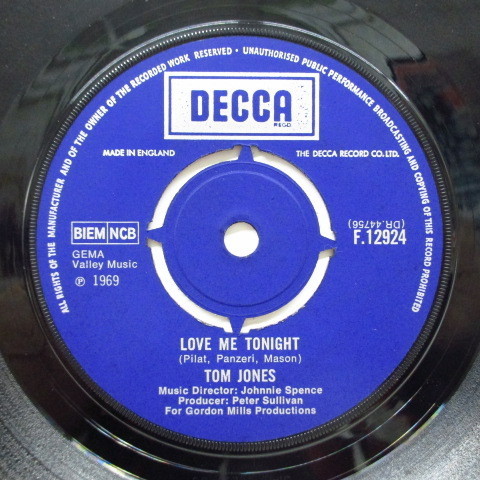 ALL RIGHTS OF THE MANUFACTURER AND OF THE OWNER OF THE RECORDED WORK RESERVED • UNAUTHORISED PUBLIC PERFORMANCE BROADCASTING AND COPYING OF THIS RECORD PROHIBITED
DECCA
REGD
MADE IN ENGLAND
THE DECCA RECORD CO. LTD.
BIEM NCB
GEMA
Valley Music
℗ 1969
(DR.44756)
F.12924
LOVE ME TONIGHT
(Pilat, Panzeri, Mason)
TOM JONES
Music Director: Johnnie Spence
Producer: Peter Sullivan
For Gordon Mills Productions